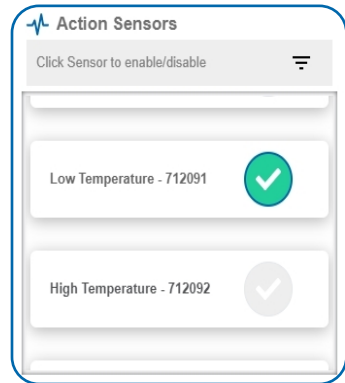 Action Sensors
Click Sensor to enable/disable
Low Temperature - 712091
High Temperature - 712092